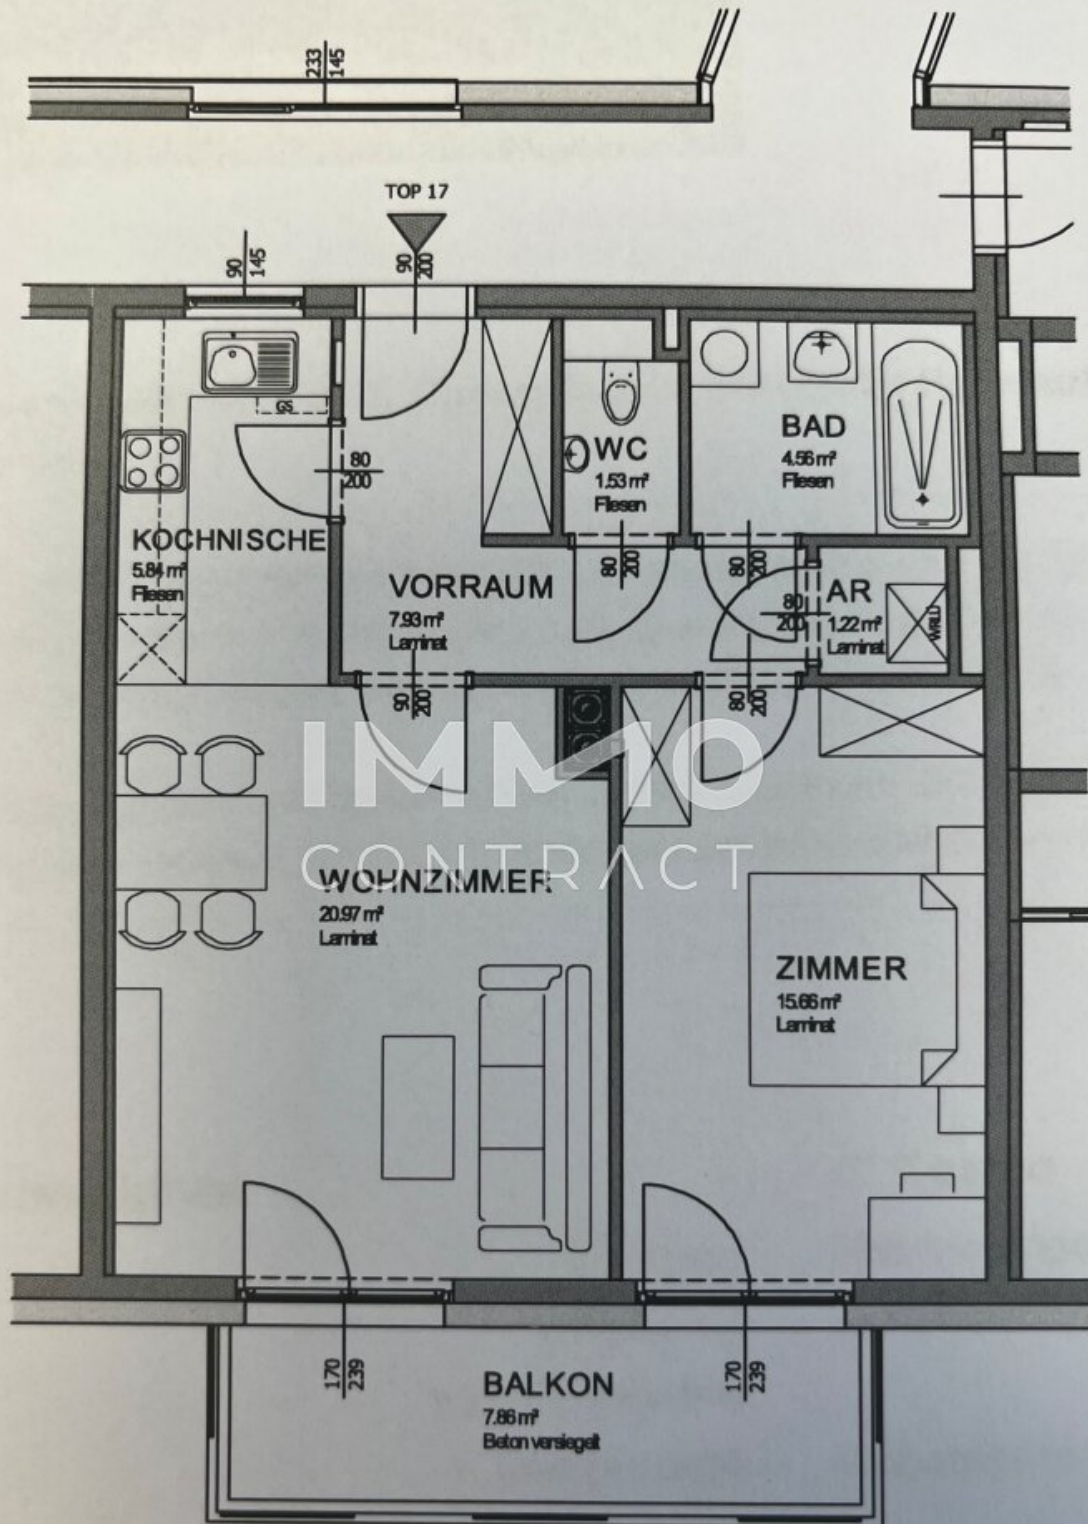 233
145
TOP 17
90
145
90
200
GS
80
200
WC
1.53 m²
Fliesen
BAD
4.56 m²
Fliesen
KOCHNISCHE
5.84 m²
Fliesen
VORRAUM
7.93 m²
Laminat
80
200
80
200
80
200
AR
1.22 m²
Laminat
WRLU
90
200
80
200
IMMO
CONTRACT
WOHNZIMMER
20.97 m²
Laminat
ZIMMER
15.66 m²
Laminat
170
239
170
239
BALKON
7.86 m²
Beton versiegelt